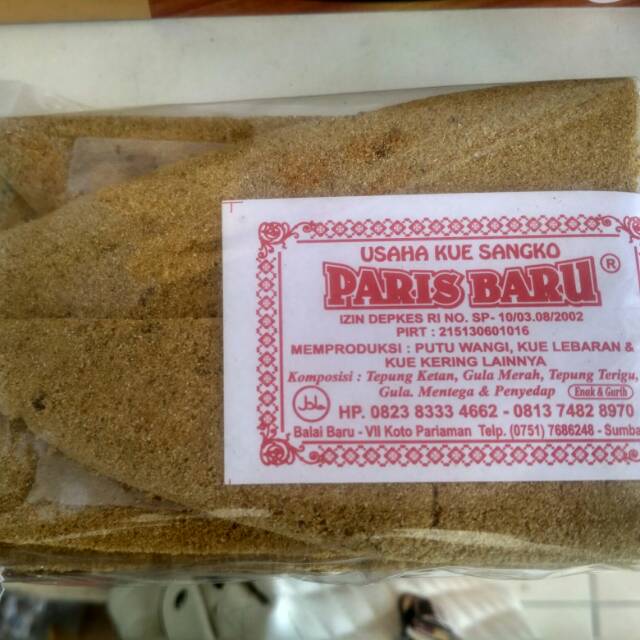 USAHA KUE SANGKO
PARIS BARU ®
IZIN DEPKES RI NO. SP- 10/03.08/2002
PIRT : 215130601016
MEMPRODUKSI : PUTU WANGI, KUE LEBARAN &
KUE KERING LAINNYA
Komposisi : Tepung Ketan, Gula Merah, Tepung Terigu,
Gula. Mentega & Penyedap Enak & Gurih
HP. 0823 8333 4662 - 0813 7482 8970
Balai Baru - VII Koto Pariaman Telp. (0751) 7686248 - Sumba